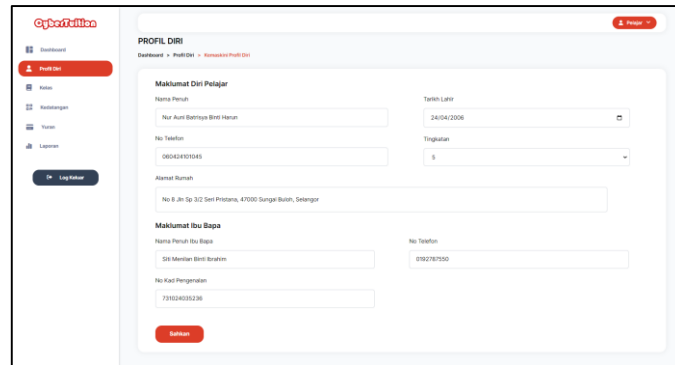 CyberTuition
Pelajar
Dashboard
Profil Diri
Kelas
Kedatangan
Yuran
Laporan
Log Keluar
PROFIL DIRI
Dashboard > Profil Diri > Kemaskini Profil Diri
Maklumat Diri Pelajar
Nama Penuh
Tarikh Lahir
Nur Auni Batrisya Binti Harun
24/04/2006
No Telefon
Tingkatan
060424101045
5
Alamat Rumah
No 8 Jln Sp 3/2 Seri Pristana, 47000 Sungai Buloh, Selangor
Maklumat Ibu Bapa
Nama Penuh Ibu Bapa
No Telefon
Siti Menilan Binti Ibrahim
0192787550
No Kad Pengenalan
731024035236
Sahkan